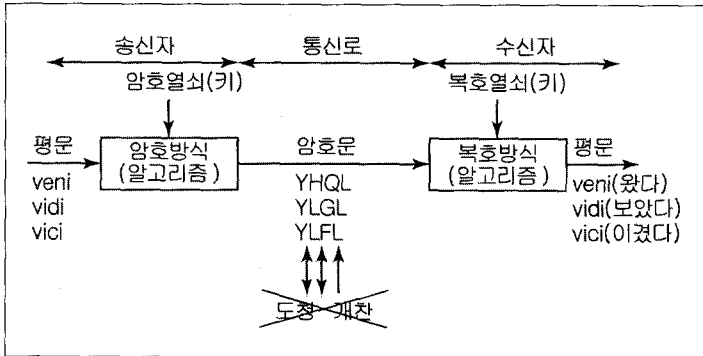 송신자 통신로 수신자
암호열쇠(키) 복호열쇠(키)
평문 암호방식 암호문 복호방식 평문
(알고리즘) (알고리즘)
veni YHQL veni(왔다)
vidi YLGL vidi(보았다)
vici YLFL vici(이겼다)
도청 개찬